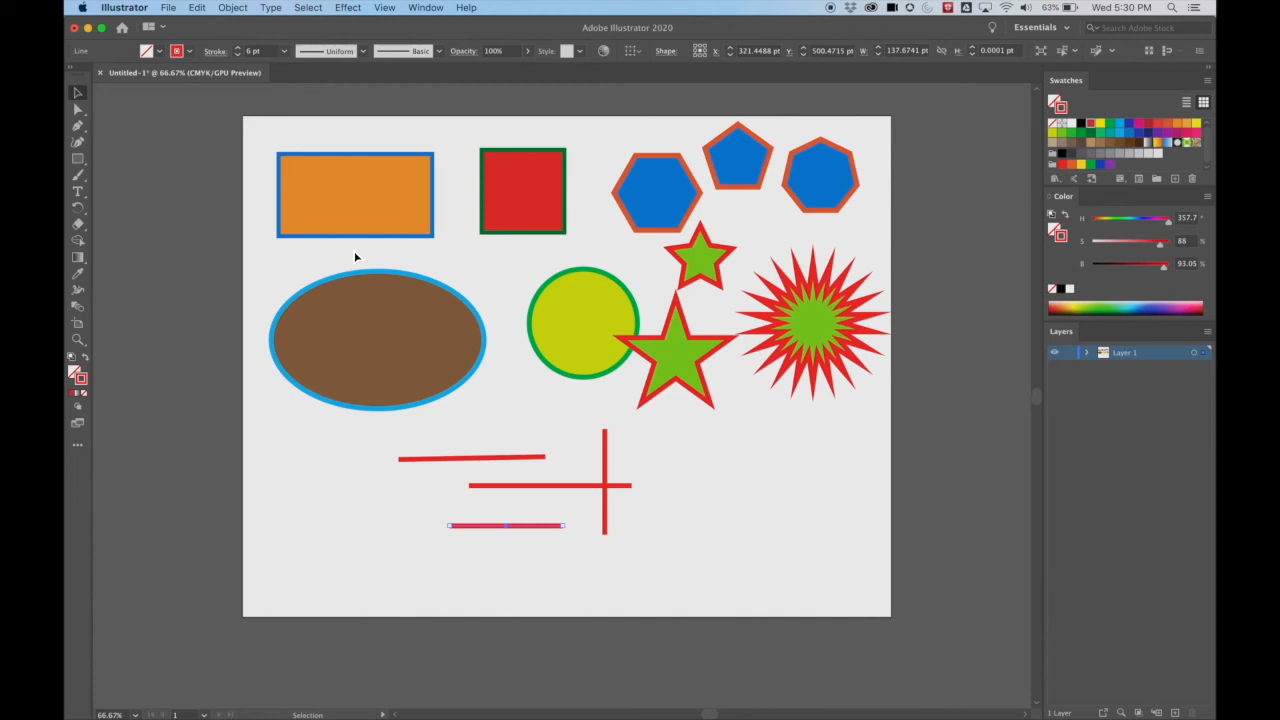 Illustrator File Edit Object Type Select Effect View Window Help 63% Wed 5:30 PM
Adobe Illustrator 2020 Essentials Search Adobe Stock
Line Stroke: 6 pt Uniform Basic Opacity: 100% Style: Shape: X: 321.4488 pt Y: 500.4715 pt W: 137.6741 pt H: 0.0001 pt
× Untitled-1* @ 66.67% (CMYK/GPU Preview)
Swatches
Color
H 357.7 °
S 88 %
B 93.05 %
Layers
Layer 1
66.67% 1 Selection 1 Layer